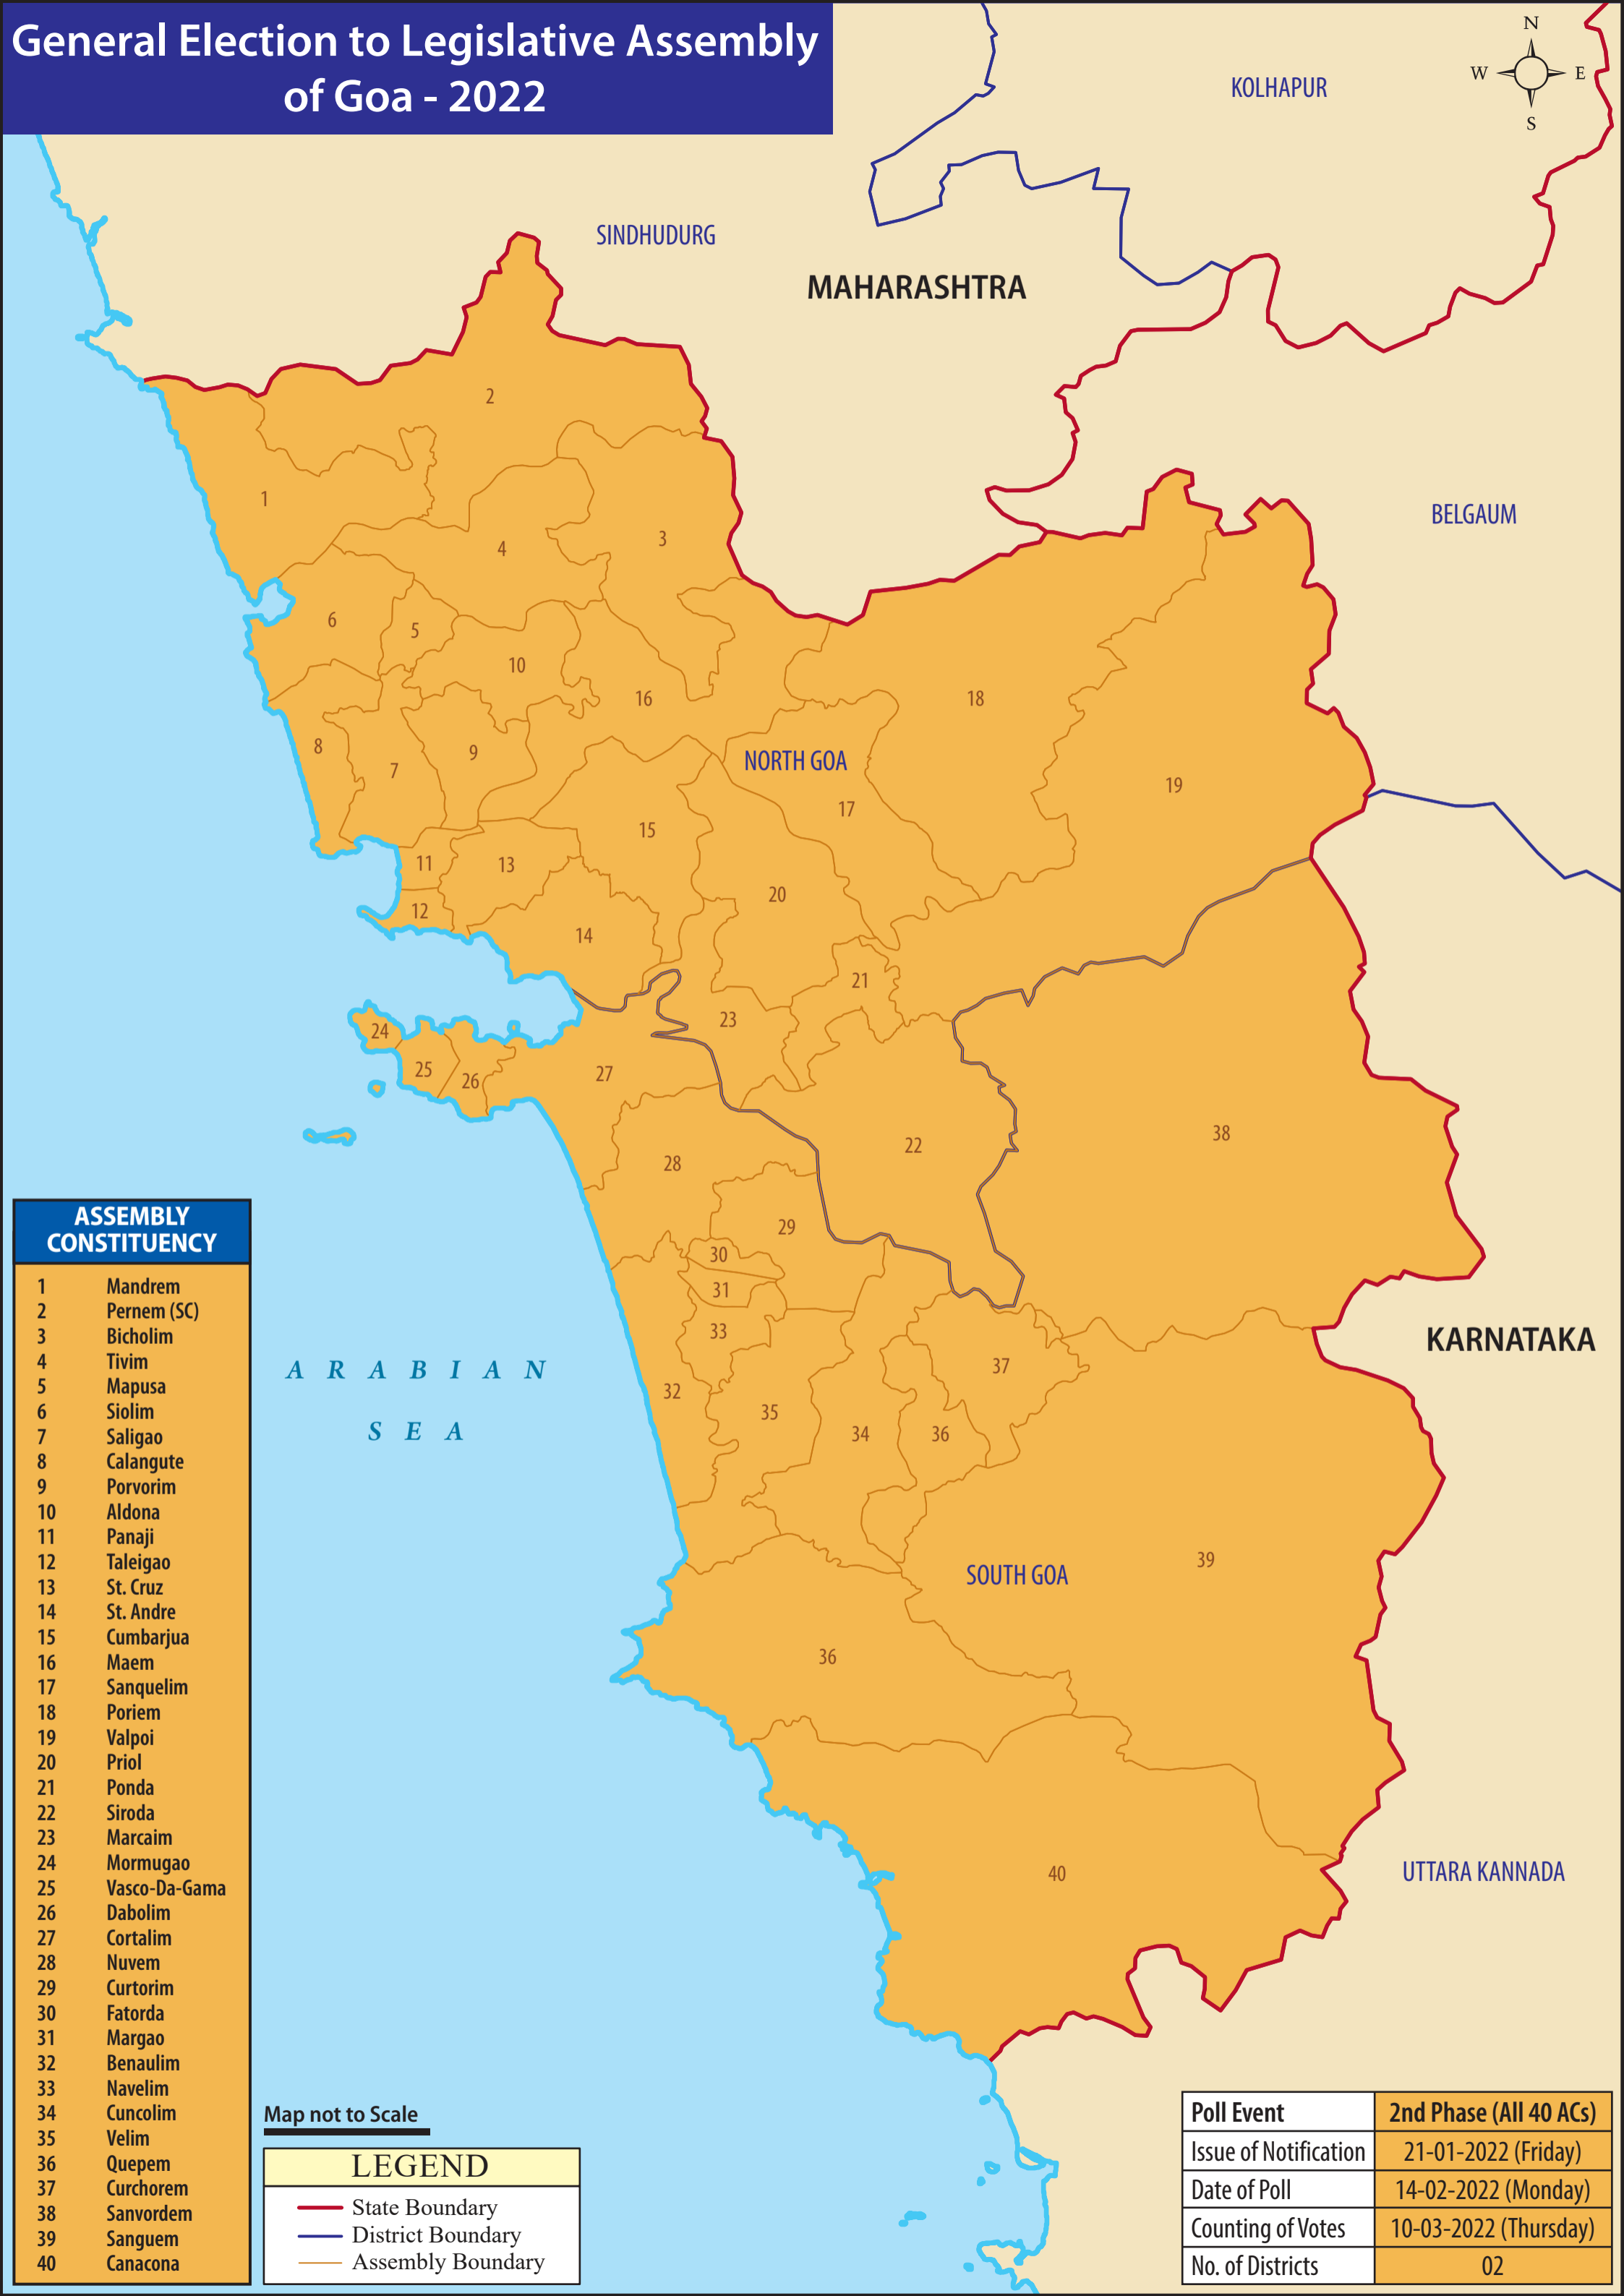 General Election to Legislative Assembly
of Goa - 2022
N
W E
S
KOLHAPUR
SINDHUDURG
MAHARASHTRA
2
1
BELGAUM
3
4
6
5
10
16
18
8
9
NORTH GOA
7
19
17
15
11
13
20
12
14
21
23
24
25
26
27
22
38
28
29
30
31
33
KARNATAKA
37
32
35
34
36
39
SOUTH GOA
36
40
UTTARA KANNADA
A R A B I A N
S E A
ASSEMBLY
CONSTITUENCY
1 Mandrem
2 Pernem (SC)
3 Bicholim
4 Tivim
5 Mapusa
6 Siolim
7 Saligao
8 Calangute
9 Porvorim
10 Aldona
11 Panaji
12 Taleigao
13 St. Cruz
14 St. Andre
15 Cumbarjua
16 Maem
17 Sanquelim
18 Poriem
19 Valpoi
20 Priol
21 Ponda
22 Siroda
23 Marcaim
24 Mormugao
25 Vasco-Da-Gama
26 Dabolim
27 Cortalim
28 Nuvem
29 Curtorim
30 Fatorda
31 Margao
32 Benaulim
33 Navelim
34 Cuncolim
35 Velim
36 Quepem
37 Curchorem
38 Sanvordem
39 Sanguem
40 Canacona
Map not to Scale
LEGEND
State Boundary
District Boundary
Assembly Boundary
Poll Event 2nd Phase (All 40 ACs)
Issue of Notification 21-01-2022 (Friday)
Date of Poll 14-02-2022 (Monday)
Counting of Votes 10-03-2022 (Thursday)
No. of Districts 02